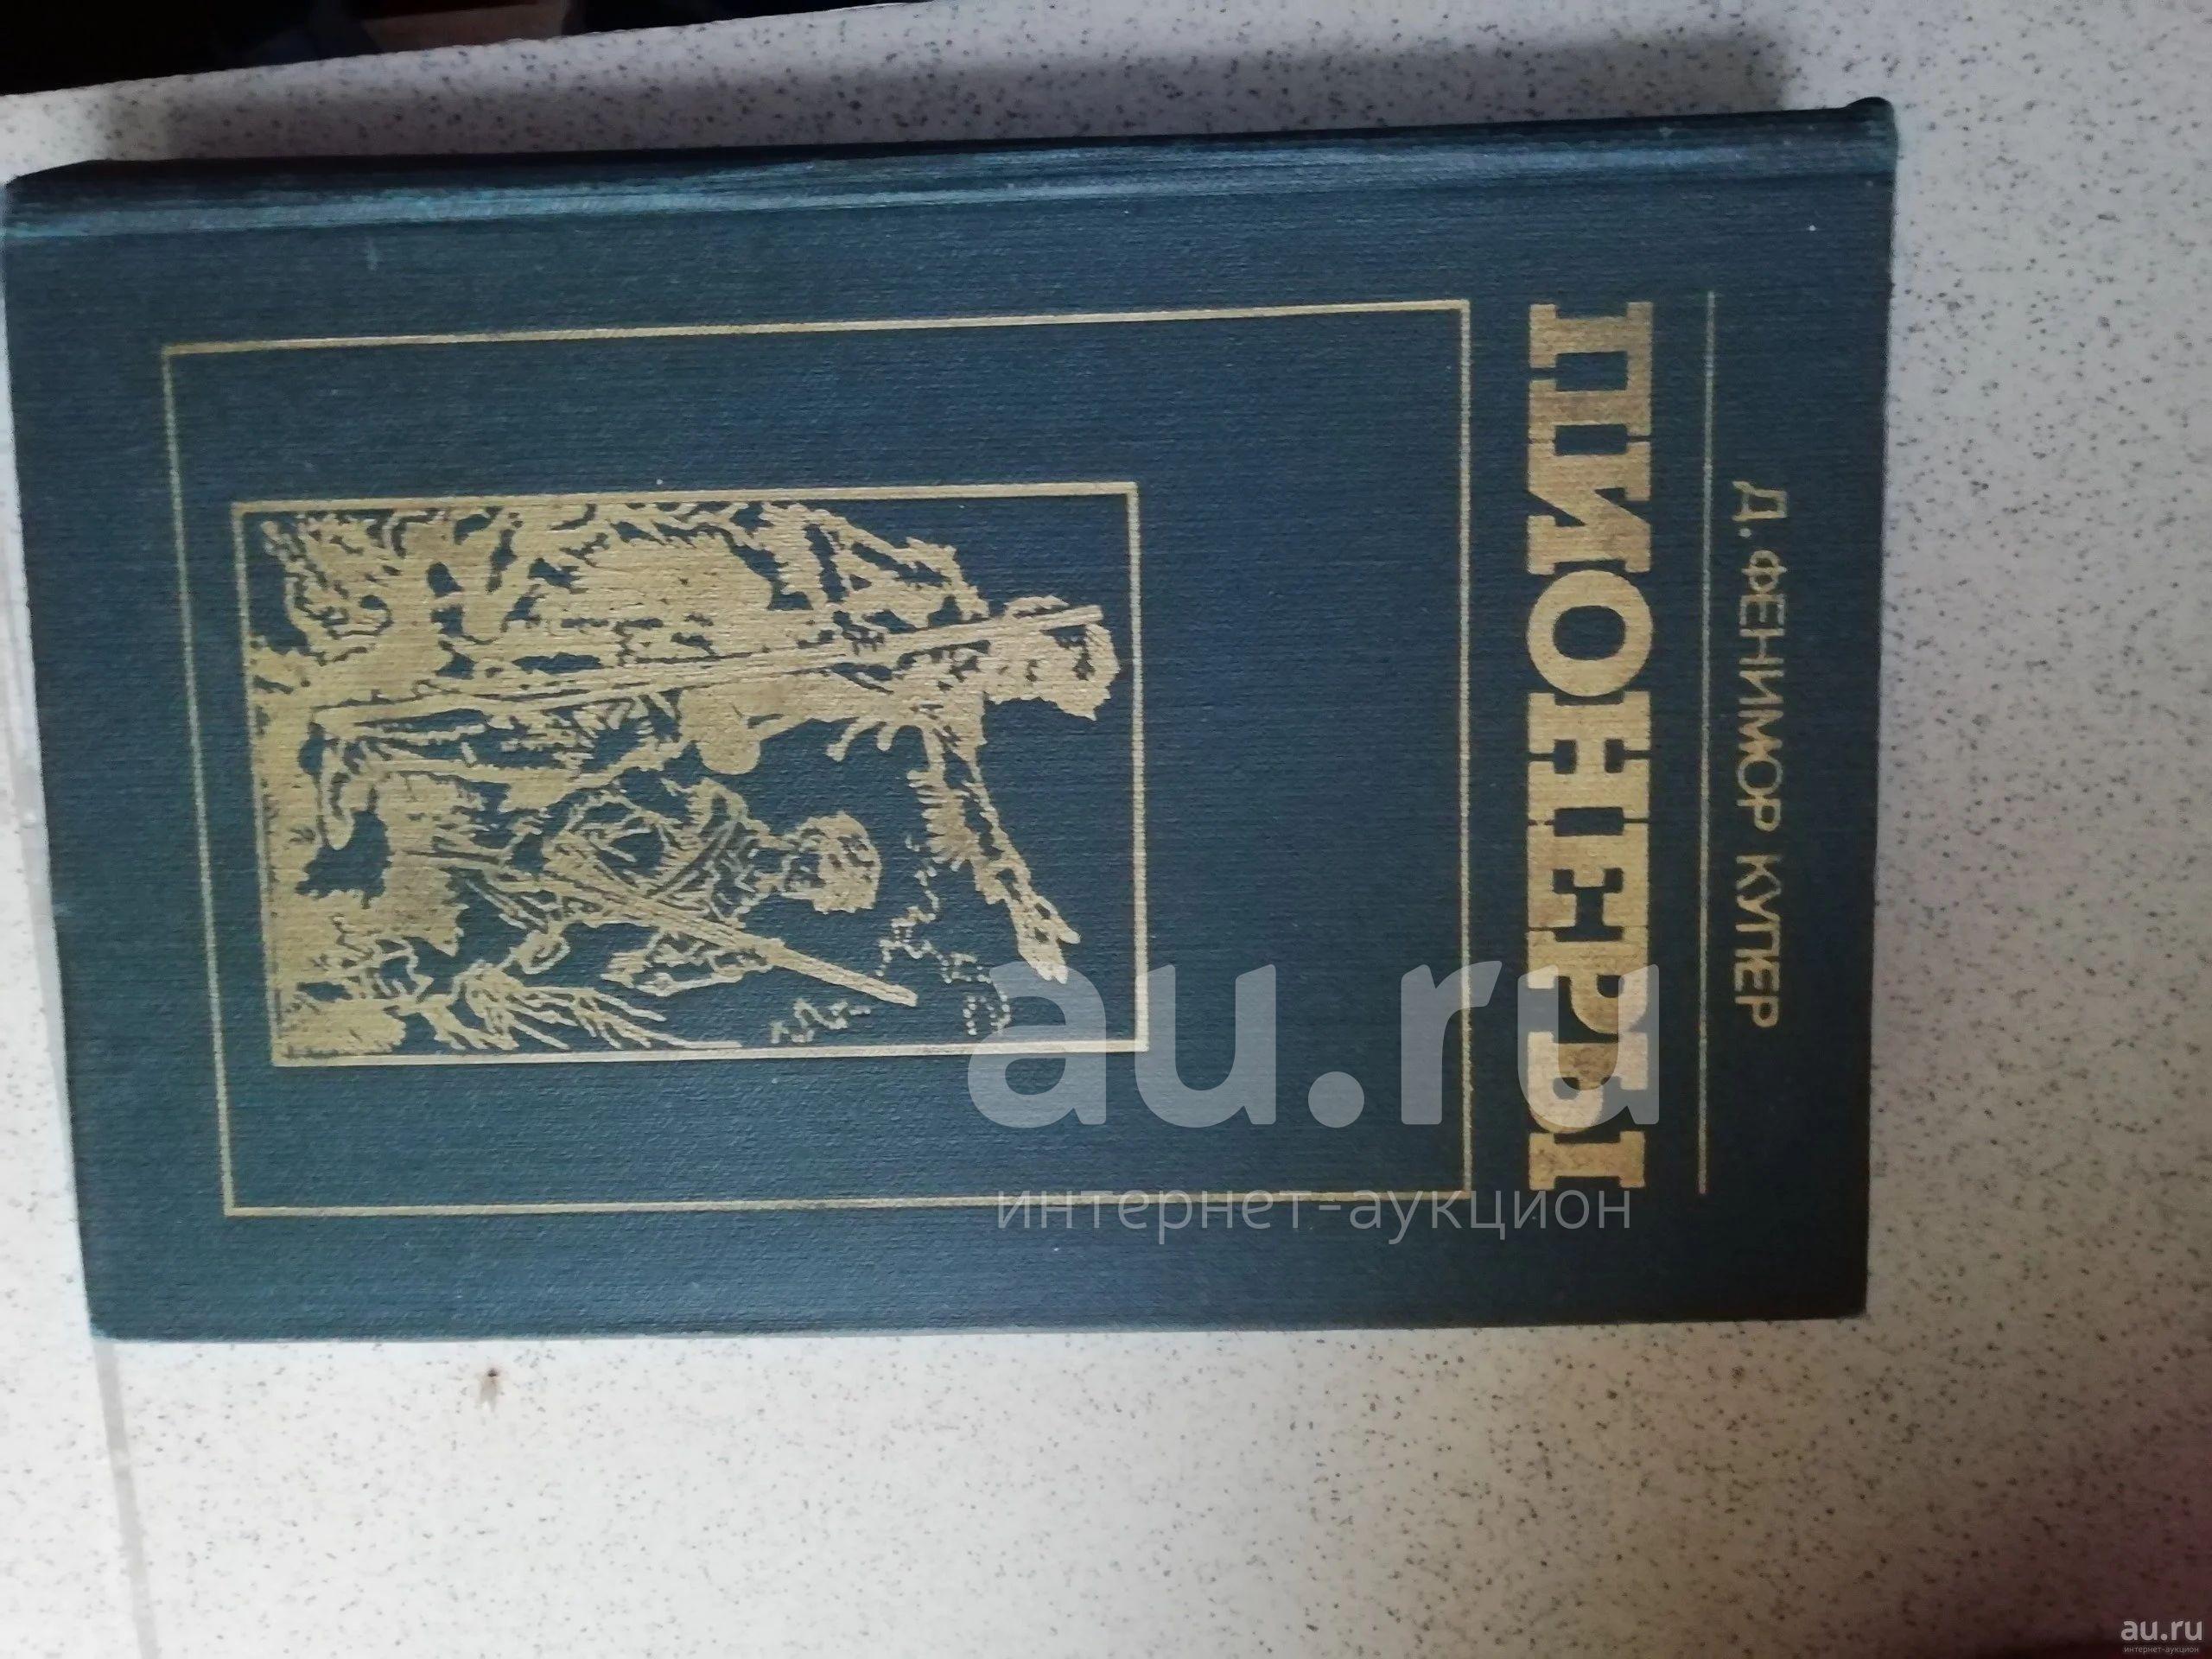 Д. ФЕНИМОР КУПЕР
ПИОНЕРЫ
au.ru
интернет-аукцион
au.ru
интернет-аукцион